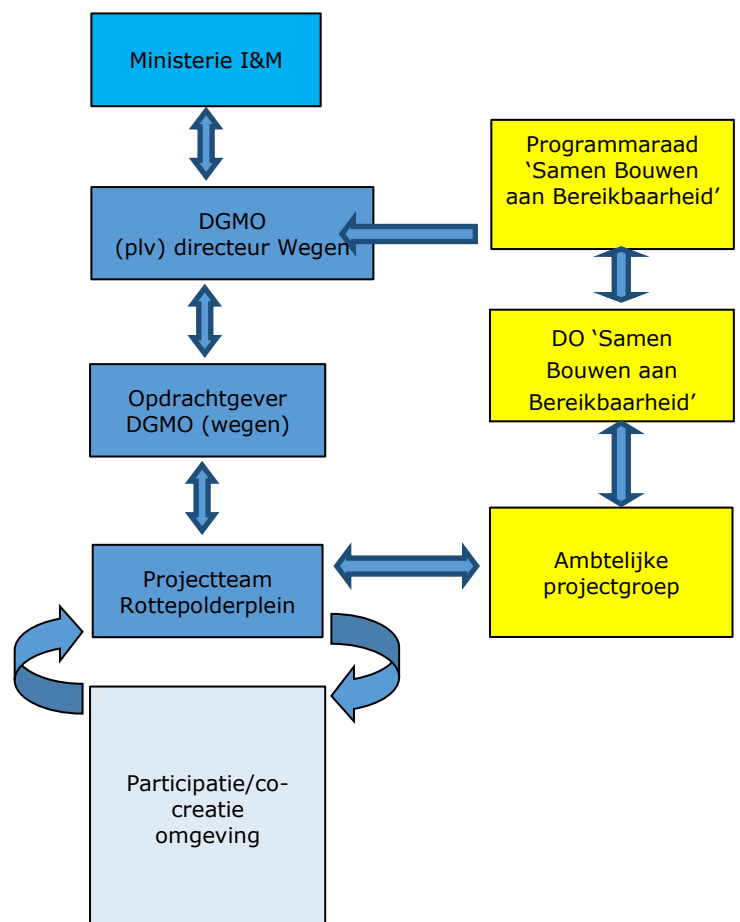 Ministerie I&M
DGMO
(plv) directeur Wegen
Opdrachtgever
DGMO (wegen)
Projectteam
Rottepolderplein
Participatie/co-
creatie
omgeving
Programmaraad
‘Samen Bouwen
aan Bereikbaarheid’
DO ‘Samen
Bouwen aan
Bereikbaarheid’
Ambtelijke
projectgroep